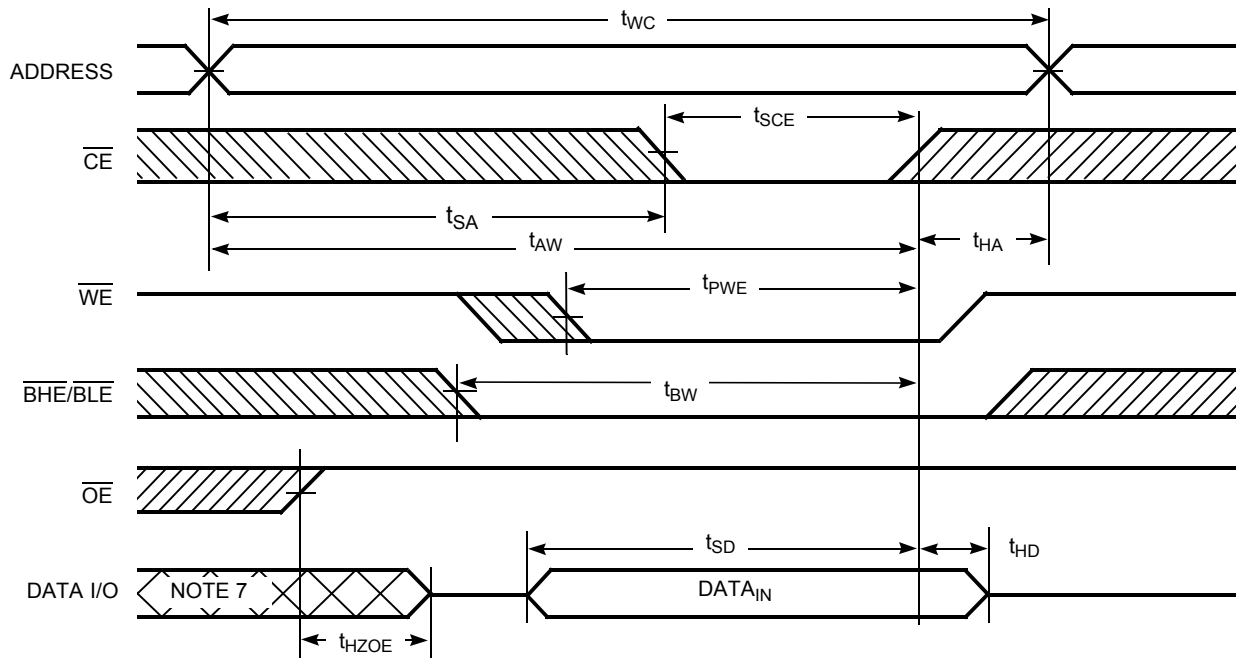 tWC
ADDRESS
tSCE
CE
tSA
tAW
tHA
WE
tPWE
BHE/BLE
tBW
OE
tSD
tHD
DATA I/O
NOTE 7
DATAIN
tHZOE